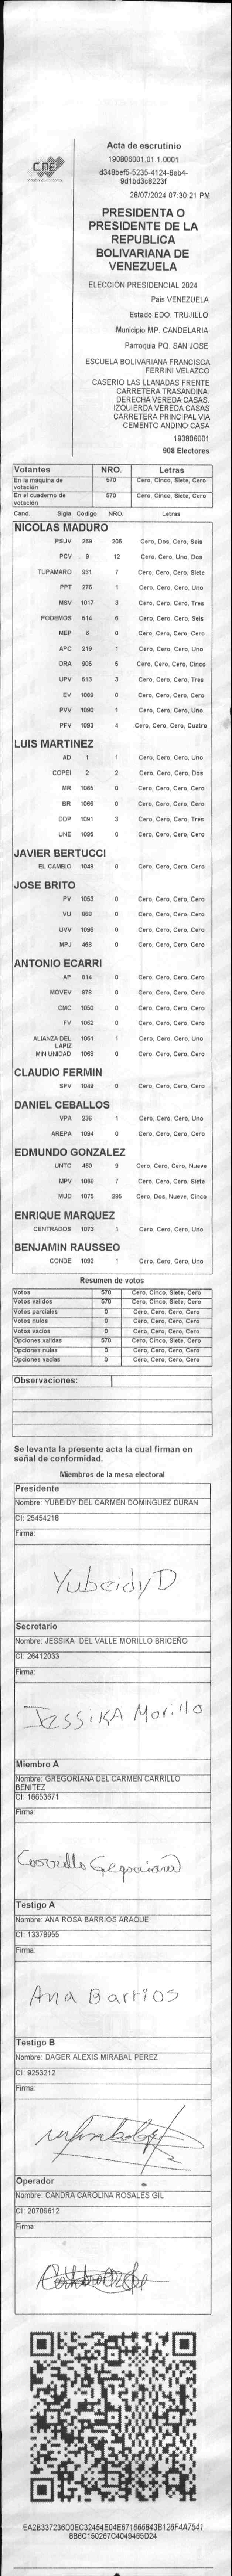 CNE
Acta de escrutinio
190806001.01.1.0001
d348bef5-5235-4124-8eb4-
9d1bd3c8223f
28/07/2024 07:30:21 PM
PRESIDENTA O
PRESIDENTE DE LA
REPUBLICA
BOLIVARIANA DE
VENEZUELA
ELECCIÓN PRESIDENCIAL 2024
Pais VENEZUELA
Estado EDO. TRUJILLO
Municipio MP. CANDELARIA
Parroquia PQ. SAN JOSE
ESCUELA BOLIVARIANA FRANCISCA
FERRINI VELAZCO
CASERIO LAS LLANADAS FRENTE
CARRETERA TRASANDINA.
DERECHA VEREDA CASAS.
IZQUIERDA VEREDA CASAS
CARRETERA PRINCIPAL VIA
CEMENTO ANDINO CASA
190806001
908 Electores
Votantes NRO. Letras
En la máquina de votación 570 Cero, Cinco, Siete, Cero
En el cuaderno de votación 570 Cero, Cinco, Siete, Cero
Cand. Sigla Código NRO. Letras
NICOLAS MADURO
PSUV 269 206 Cero, Dos, Cero, Seis
PCV 9 12 Cero, Cero, Uno, Dos
TUPAMARO 931 7 Cero, Cero, Cero, Siete
PPT 276 1 Cero, Cero, Cero, Uno
MSV 1017 3 Cero, Cero, Cero, Tres
PODEMOS 514 6 Cero, Cero, Cero, Seis
MEP 6 0 Cero, Cero, Cero, Cero
APC 219 1 Cero, Cero, Cero, Uno
ORA 906 5 Cero, Cero, Cero, Cinco
UPV 513 3 Cero, Cero, Cero, Tres
EV 1089 0 Cero, Cero, Cero, Cero
PVV 1090 1 Cero, Cero, Cero, Uno
PFV 1093 4 Cero, Cero, Cero, Cuatro
LUIS MARTINEZ
AD 1 1 Cero, Cero, Cero, Uno
COPEI 2 2 Cero, Cero, Cero, Dos
MR 1065 0 Cero, Cero, Cero, Cero
BR 1066 0 Cero, Cero, Cero, Cero
DDP 1091 3 Cero, Cero, Cero, Tres
UNE 1095 0 Cero, Cero, Cero, Cero
JAVIER BERTUCCI
EL CAMBIO 1048 0 Cero, Cero, Cero, Cero
JOSE BRITO
PV 1053 0 Cero, Cero, Cero, Cero
VU 868 0 Cero, Cero, Cero, Cero
UVV 1096 0 Cero, Cero, Cero, Cero
MPJ 458 0 Cero, Cero, Cero, Cero
ANTONIO ECARRI
AP 914 0 Cero, Cero, Cero, Cero
MOVEV 878 0 Cero, Cero, Cero, Cero
CMC 1050 0 Cero, Cero, Cero, Cero
FV 1062 0 Cero, Cero, Cero, Cero
ALIANZA DEL LAPIZ 1051 1 Cero, Cero, Cero, Uno
MIN UNIDAD 1068 0 Cero, Cero, Cero, Cero
CLAUDIO FERMIN
SPV 1049 0 Cero, Cero, Cero, Cero
DANIEL CEBALLOS
VPA 236 1 Cero, Cero, Cero, Uno
AREPA 1094 0 Cero, Cero, Cero, Cero
EDMUNDO GONZALEZ
UNTC 460 9 Cero, Cero, Cero, Nueve
MPV 1069 7 Cero, Cero, Cero, Siete
MUD 1075 295 Cero, Dos, Nueve, Cinco
ENRIQUE MARQUEZ
CENTRADOS 1073 1 Cero, Cero, Cero, Uno
BENJAMIN RAUSSEO
CONDE 1092 1 Cero, Cero, Cero, Uno
Resumen de votos
Votos 570 Cero, Cinco, Siete, Cero
Votos validos 570 Cero, Cinco, Siete, Cero
Votos parciales 0 Cero, Cero, Cero, Cero
Votos nulos 0 Cero, Cero, Cero, Cero
Votos vacios 0 Cero, Cero, Cero, Cero
Opciones validas 570 Cero, Cinco, Siete, Cero
Opciones nulas 0 Cero, Cero, Cero, Cero
Opciones vacias 0 Cero, Cero, Cero, Cero
Observaciones:
Se levanta la presente acta la cual firman en
señal de conformidad.
Miembros de la mesa electoral
Presidente
Nombre: YUBEIDY DEL CARMEN DOMINGUEZ DURAN
CI: 25454218
Firma:
Yubeidy D
Secretario
Nombre: JESSIKA DEL VALLE MORILLO BRICEÑO
CI: 26412033
Firma:
JESSIKA Morillo
Miembro A
Nombre: GREGORIANA DEL CARMEN CARRILLO
BENITEZ
CI: 16653671
Firma:
Carrillo Gregoriana
Testigo A
Nombre: ANA ROSA BARRIOS ARAQUE
CI: 13378955
Firma:
Ana Barrios
Testigo B
Nombre: DAGER ALEXIS MIRABAL PEREZ
CI: 9253212
Firma:
Operador
Nombre: CANDRA CAROLINA ROSALES GIL
CI: 20709612
Firma:
EA2B337236D0EC32454E04E671666843B126F4A7541
BB6C150267C4049465D24